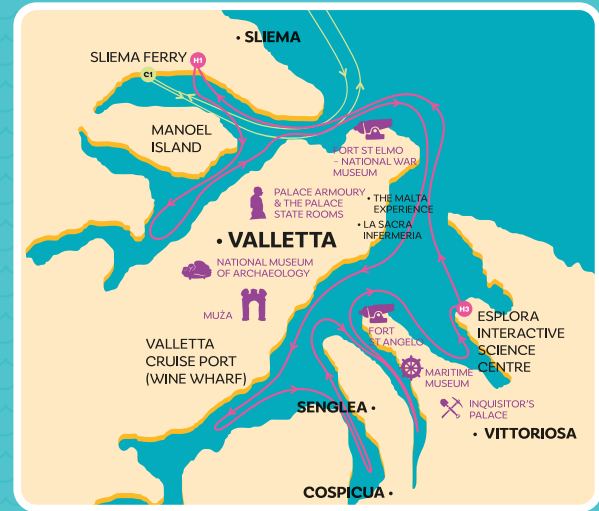 • SLIEMA
SLIEMA FERRY
H1
C1
MANOEL
ISLAND
FORT ST ELMO
– NATIONAL WAR
MUSEUM
PALACE ARMOURY
& THE PALACE
STATE ROOMS
• THE MALTA
EXPERIENCE
• LA SACRA
INFERMERIA
• VALLETTA
NATIONAL MUSEUM
OF ARCHAEOLOGY
MUŻA
H3
ESPLORA
INTERACTIVE
SCIENCE
CENTRE
FORT
ST ANGELO
VALLETTA
CRUISE PORT
(WINE WHARF)
MARITIME
MUSEUM
SENGLEA •
INQUISITOR'S
PALACE
• VITTORIOSA
COSPICUA •